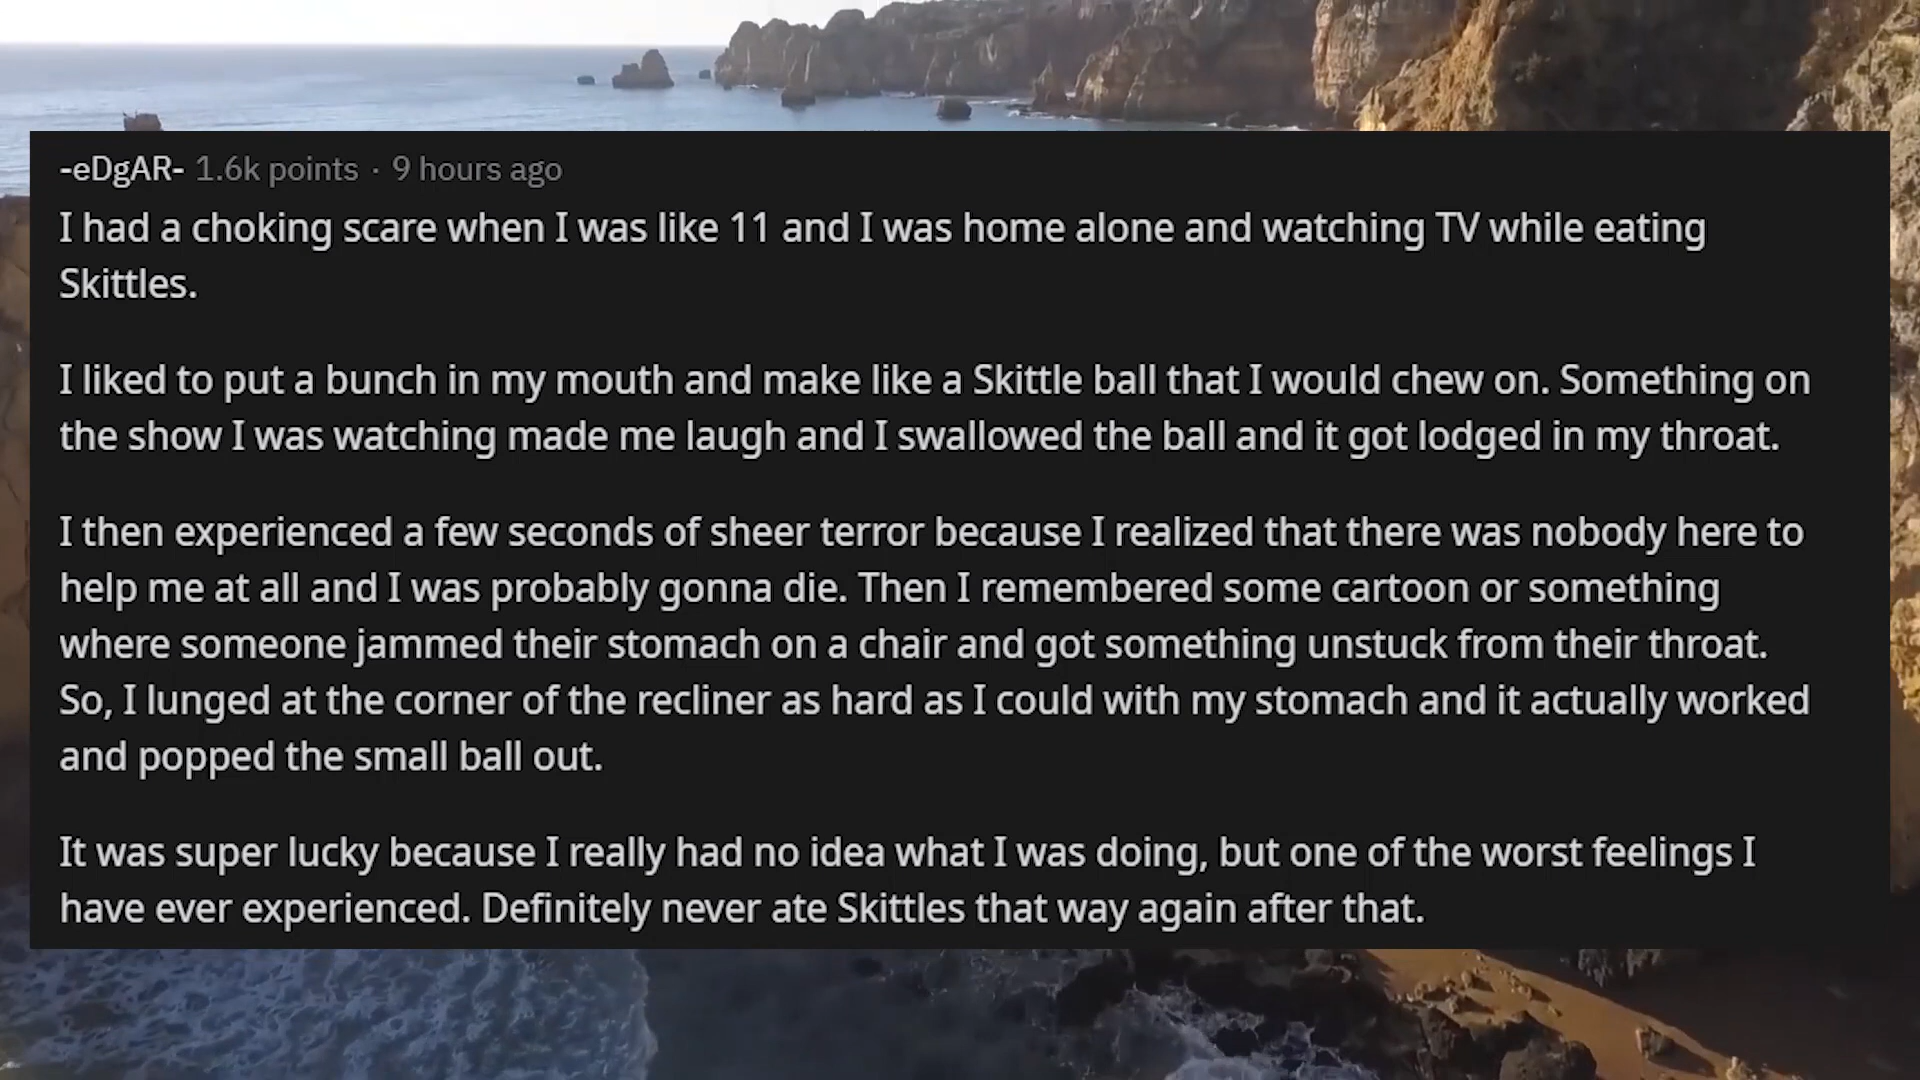 -eDgAR- 1.6k points · 9 hours ago
I had a choking scare when I was like 11 and I was home alone and watching TV while eating
Skittles.
I liked to put a bunch in my mouth and make like a Skittle ball that I would chew on. Something on
the show I was watching made me laugh and I swallowed the ball and it got lodged in my throat.
I then experienced a few seconds of sheer terror because I realized that there was nobody here to
help me at all and I was probably gonna die. Then I remembered some cartoon or something
where someone jammed their stomach on a chair and got something unstuck from their throat.
So, I lunged at the corner of the recliner as hard as I could with my stomach and it actually worked
and popped the small ball out.
It was super lucky because I really had no idea what I was doing, but one of the worst feelings I
have ever experienced. Definitely never ate Skittles that way again after that.